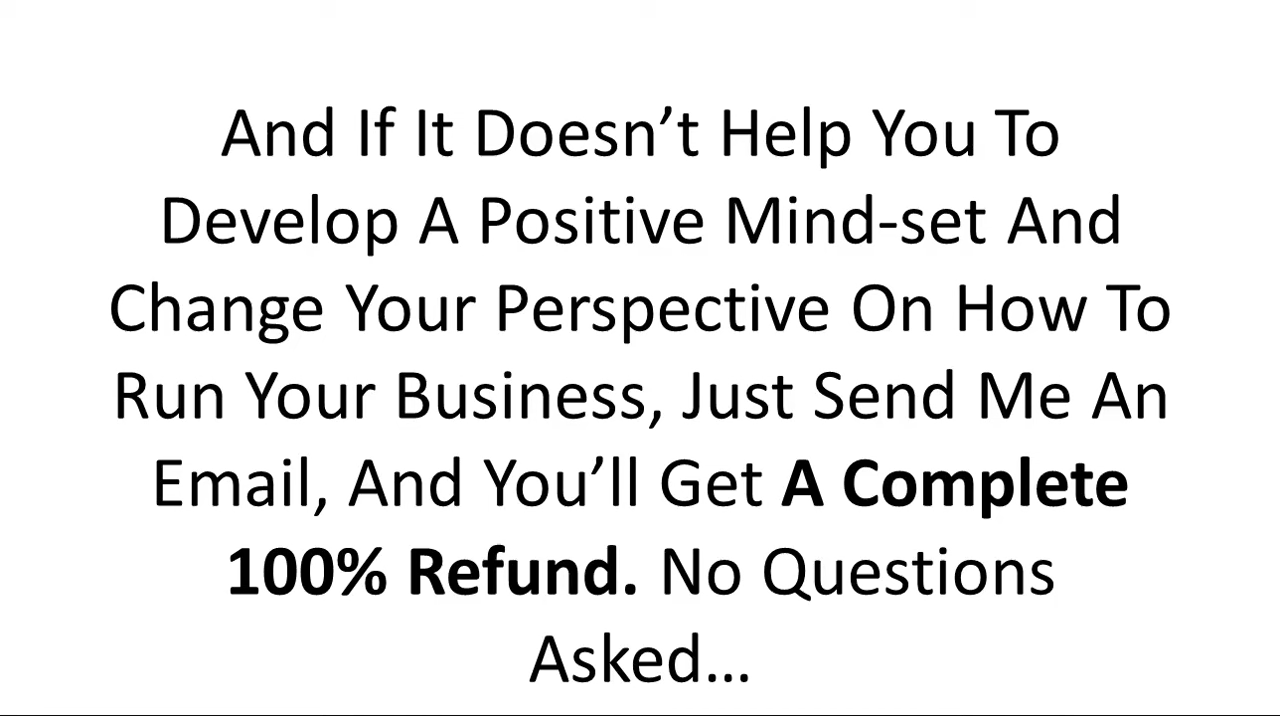 And If It Doesn’t Help You To
Develop A Positive Mind-set And
Change Your Perspective On How To
Run Your Business, Just Send Me An
Email, And You’ll Get A Complete
100% Refund. No Questions
Asked…